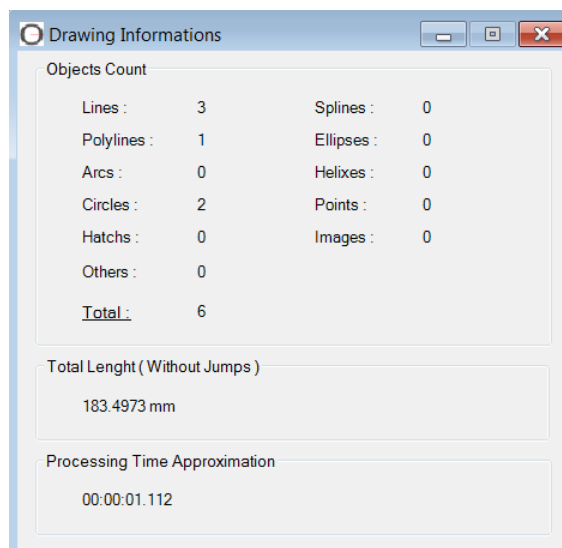 Drawing Informations
Objects Count
Lines : 3 Splines : 0
Polylines : 1 Ellipses : 0
Arcs : 0 Helixes : 0
Circles : 2 Points : 0
Hatchs : 0 Images : 0
Others : 0
Total : 6
Total Lenght ( Without Jumps )
183.4973 mm
Processing Time Approximation
00:00:01.112